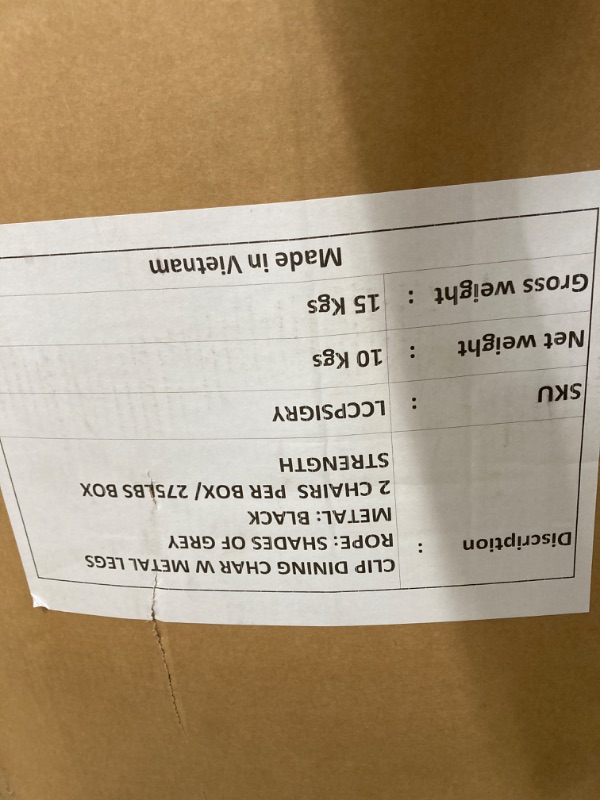 Discription : CLIP DINING CHAR W METAL LEGS
ROPE: SHADES OF GREY
METAL: BLACK
2 CHAIRS PER BOX/ 275LBS BOX
STRENGTH
SKU : LCCPSIGRY
Net weight : 10 Kgs
Gross weight : 15 Kgs
Made in Vietnam